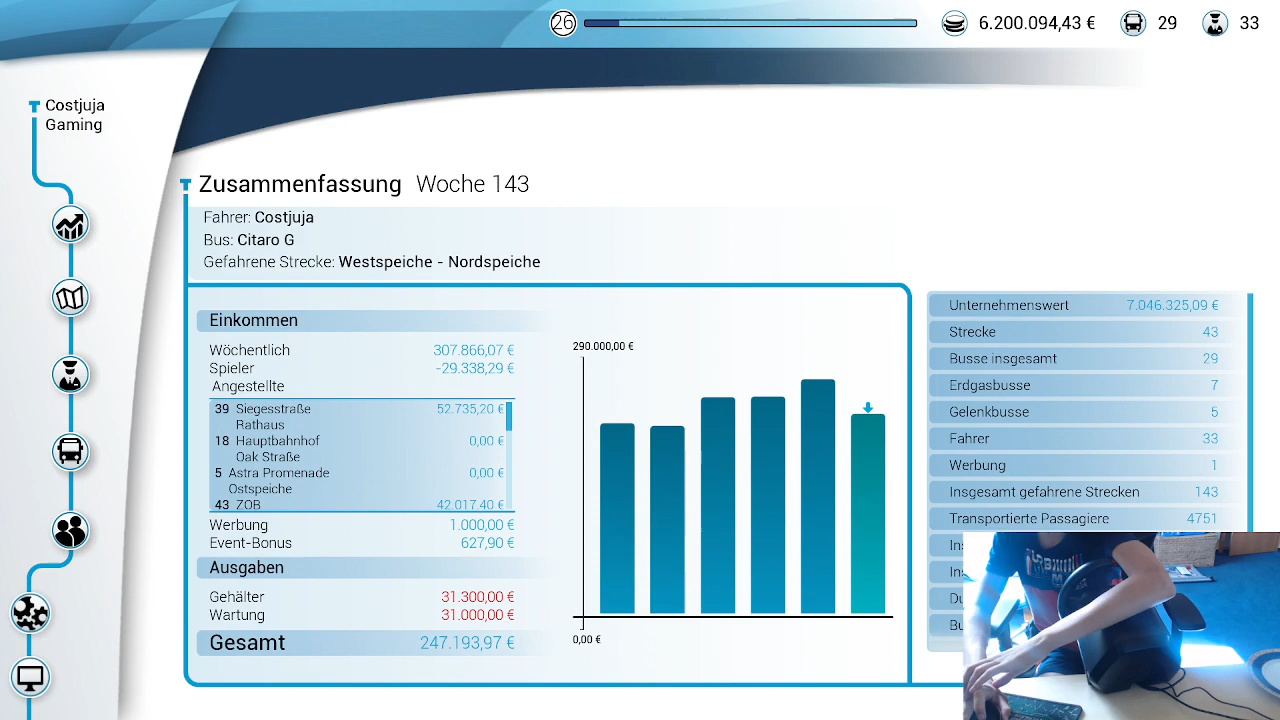 26
6.200.094,43 €
29
33
Costjuja
Gaming
Zusammenfassung Woche 143
Fahrer: Costjuja
Bus: Citaro G
Gefahrene Strecke: Westspeiche - Nordspeiche
Einkommen
Wöchentlich 307.866,07 €
Spieler -29.338,29 €
Angestellte
39 Siegesstraße 52.735,20 €
Rathaus
18 Hauptbahnhof 0,00 €
Oak Straße
5 Astra Promenade 0,00 €
Ostspeiche
43 ZOB 42.017,40 €
Werbung 1.000,00 €
Event-Bonus 627,90 €
Ausgaben
Gehälter 31.300,00 €
Wartung 31.000,00 €
Gesamt 247.193,97 €
290.000,00 €
0,00 €
Unternehmenswert 7.046.325,09 €
Strecke 43
Busse insgesamt 29
Erdgasbusse 7
Gelenkbusse 5
Fahrer 33
Werbung 1
Insgesamt gefahrene Strecken 143
Transportierte Passagiere 4751